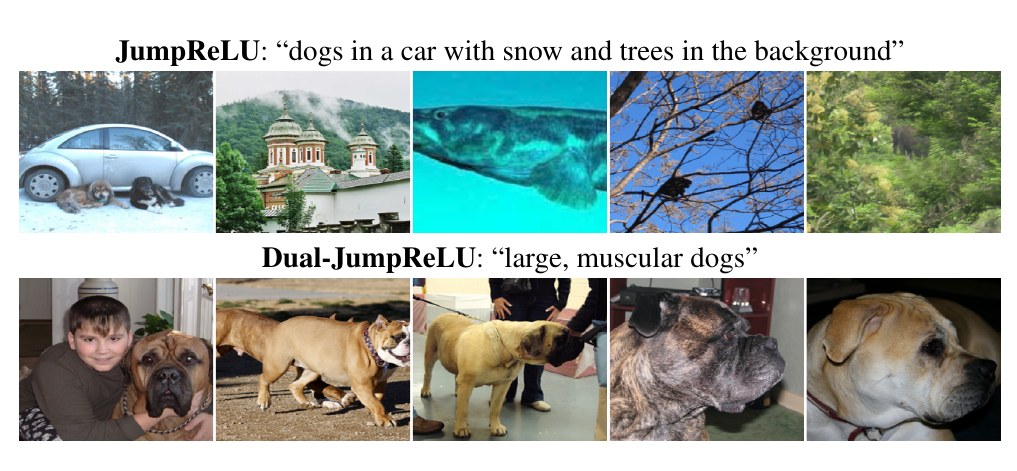 JumpReLU: “dogs in a car with snow and trees in the background”
Dual-JumpReLU: “large, muscular dogs”